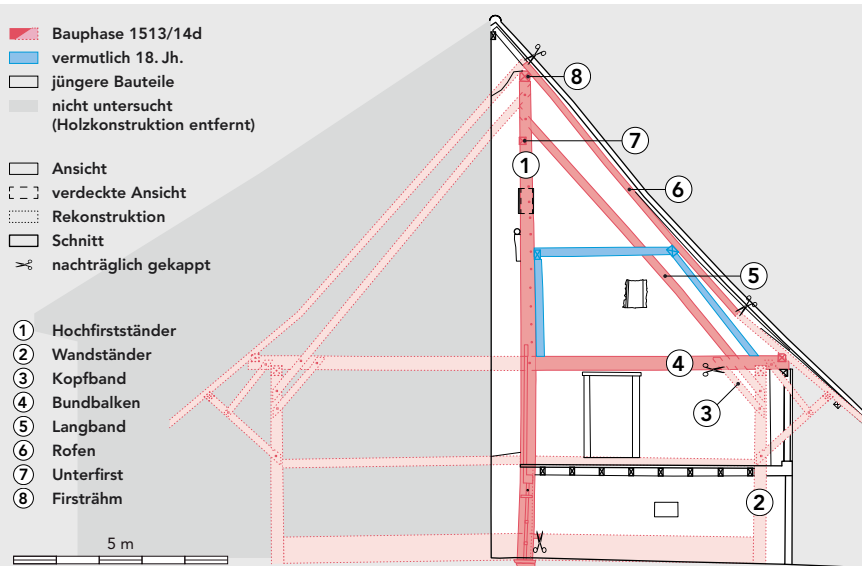 Bauphase 1513/14d
vermutlich 18. Jh.
jüngere Bauteile
nicht untersucht
(Holzkonstruktion entfernt)
Ansicht
verdeckte Ansicht
Rekonstruktion
Schnitt
nachträglich gekappt
1 Hochfirstständer
2 Wandständer
3 Kopfband
4 Bundbalken
5 Langband
6 Rofen
7 Unterfirst
8 Firsträhm
5 m
8
7
1
6
5
4
3
2